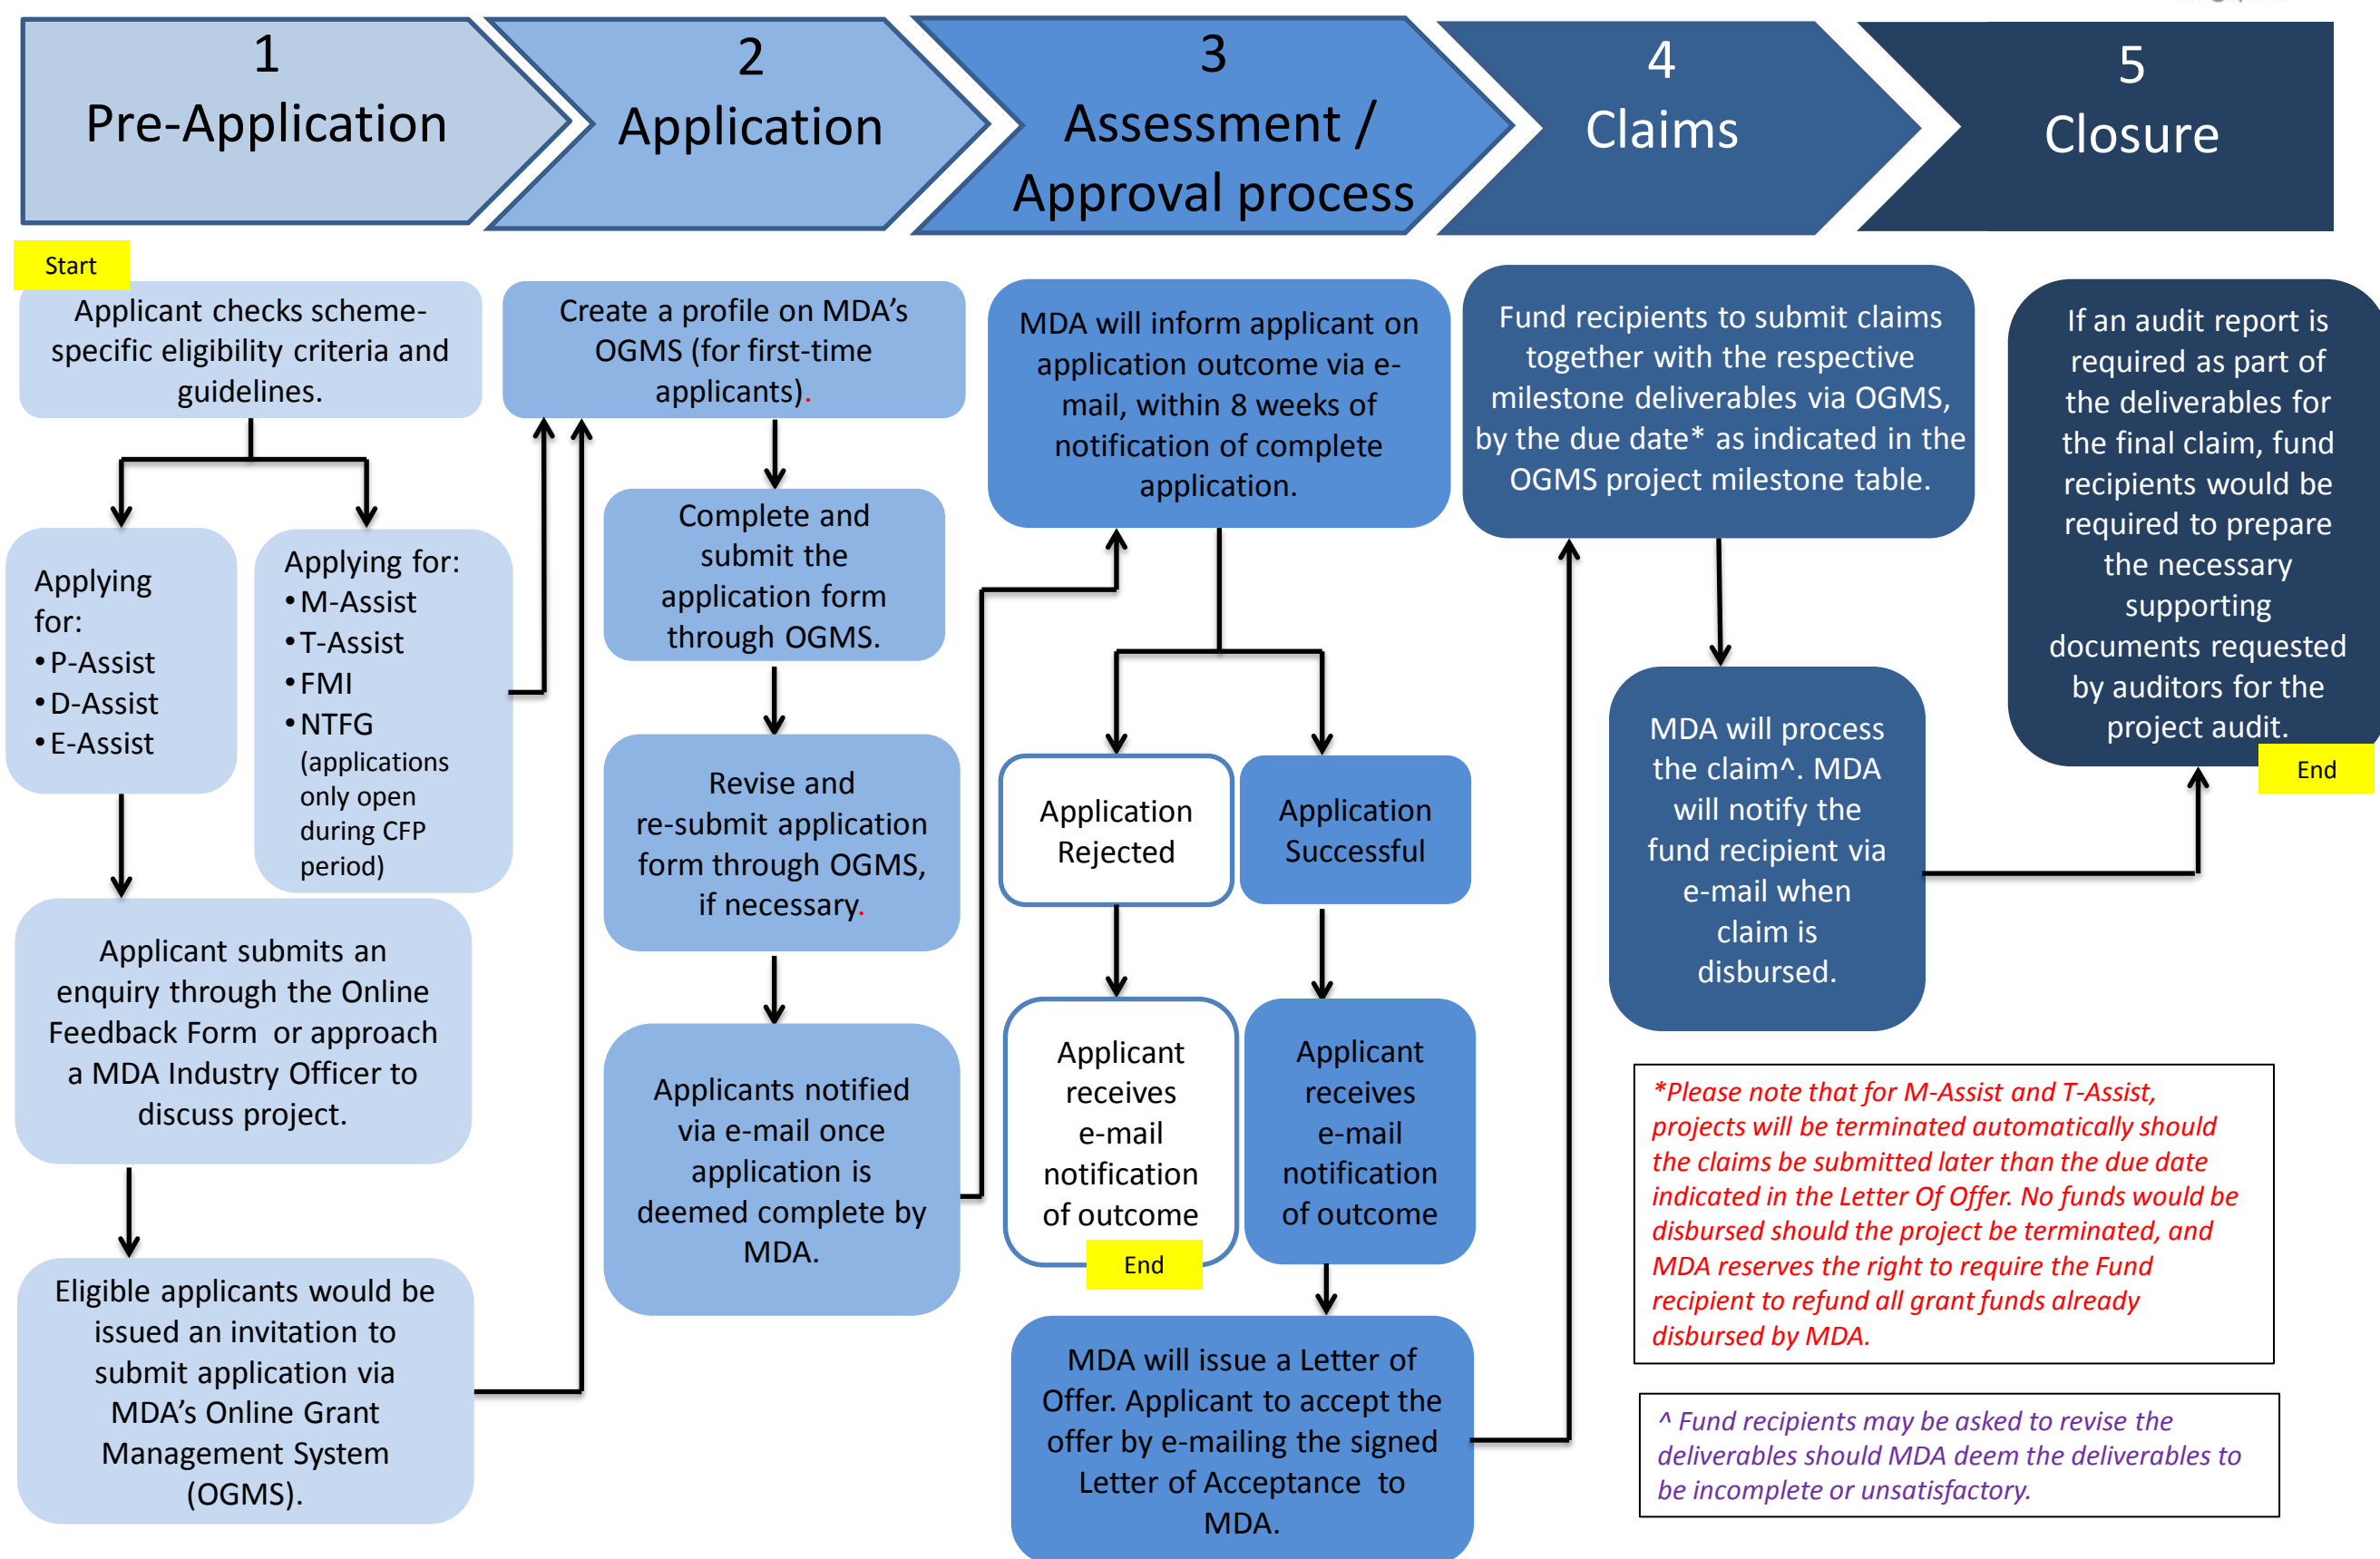 1
Pre-Application
2
Application
3
Assessment /
Approval process
4
Claims
5
Closure
Start
Applicant checks scheme-
specific eligibility criteria and
guidelines.
Applying
for:
•P-Assist
•D-Assist
•E-Assist
Applying for:
•M-Assist
•T-Assist
•FMI
•NTFG
(applications
only open
during CFP
period)
Applicant submits an
enquiry through the Online
Feedback Form or approach
a MDA Industry Officer to
discuss project.
Eligible applicants would be
issued an invitation to
submit application via
MDA’s Online Grant
Management System
(OGMS).
Create a profile on MDA’s
OGMS (for first-time
applicants).
Complete and
submit the
application form
through OGMS.
Revise and
re-submit application
form through OGMS,
if necessary.
Applicants notified
via e-mail once
application is
deemed complete by
MDA.
MDA will inform applicant on
application outcome via e-
mail, within 8 weeks of
notification of complete
application.
Application
Rejected
Applicant
receives
e-mail
notification
of outcome
End
Application
Successful
Applicant
receives
e-mail
notification
of outcome
MDA will issue a Letter of
Offer. Applicant to accept the
offer by e-mailing the signed
Letter of Acceptance to
MDA.
Fund recipients to submit claims
together with the respective
milestone deliverables via OGMS,
by the due date* as indicated in the
OGMS project milestone table.
MDA will process
the claim^. MDA
will notify the
fund recipient via
e-mail when
claim is
disbursed.
If an audit report is
required as part of
the deliverables for
the final claim, fund
recipients would be
required to prepare
the necessary
supporting
documents requested
by auditors for the
project audit.
End
*Please note that for M-Assist and T-Assist,
projects will be terminated automatically should
the claims be submitted later than the due date
indicated in the Letter Of Offer. No funds would be
disbursed should the project be terminated, and
MDA reserves the right to require the Fund
recipient to refund all grant funds already
disbursed by MDA.
^ Fund recipients may be asked to revise the
deliverables should MDA deem the deliverables to
be incomplete or unsatisfactory.